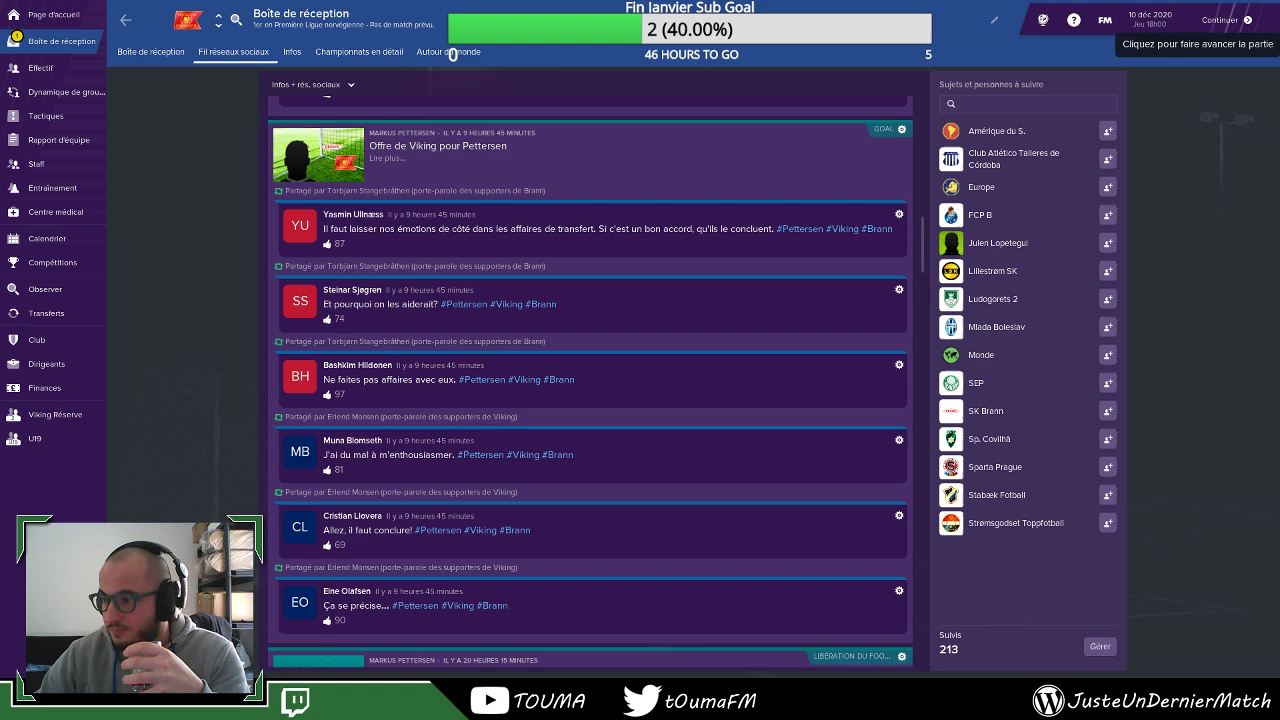 Page d'accueil
Boîte de réception
1
Effectif
Dynamique de grou...
Tactiques
Rapport d'équipe
Staff
Entraînement
Centre médical
Calendrier
Compétitions
Observer
Transferts
Club
Dirigeants
Finances
Viking Réserve
U19
Boîte de réception
1er en Première Ligue norvégienne - Pas de match prévu.
Fin Janvier Sub Goal
2 (40.00%)
0
46 HOURS TO GO
5
FM
10 déc 2020
Jeu 18h00
Continuer
Cliquez pour faire avancer la partie
Boîte de réception
Fil réseaux sociaux
Infos
Championnats en détail
Autour du monde
Infos + rés. sociaux
MARKUS PETTERSEN - IL Y A 9 HEURES 45 MINUTES
GOAL
Offre de Viking pour Pettersen
Lire plus...
Partagé par Torbjørn Stangebråthen (porte-parole des supporters de Brann)
YU
Yasmin Ullnæss Il y a 9 heures 45 minutes
Il faut laisser nos émotions de côté dans les affaires de transfert. Si c'est un bon accord, qu'ils le concluent. #Pettersen #Viking #Brann
87
Partagé par Torbjørn Stangebråthen (porte-parole des supporters de Brann)
SS
Steinar Sjøgren Il y a 9 heures 45 minutes
Et pourquoi on les aiderait? #Pettersen #Viking #Brann
74
Partagé par Torbjørn Stangebråthen (porte-parole des supporters de Brann)
BH
Bashkim Hildonen Il y a 9 heures 45 minutes
Ne faites pas affaires avec eux. #Pettersen #Viking #Brann
97
Partagé par Erlend Monsen (porte-parole des supporters de Viking)
MB
Muna Blomseth Il y a 9 heures 45 minutes
J'ai du mal à m'enthousiasmer. #Pettersen #Viking #Brann
81
Partagé par Erlend Monsen (porte-parole des supporters de Viking)
CL
Cristian Llovera Il y a 9 heures 45 minutes
Allez, il faut conclure! #Pettersen #Viking #Brann
69
Partagé par Erlend Monsen (porte-parole des supporters de Viking)
EO
Eine Olafsen Il y a 9 heures 45 minutes
Ça se précise... #Pettersen #Viking #Brann
90
MARKUS PETTERSEN - IL Y A 20 HEURES 15 MINUTES
LIBÉRATION DU FOO...
Sujets et personnes à suivre
Amérique du S.
Club Atlético Talleres de
Córdoba
Europe
FCP B
Julen Lopetegui
Lillestrøm SK
Ludogorets 2
Mlada Boleslav
Monde
SEP
SK Brann
Sp. Covilhã
Sparta Prague
Stabæk Fotball
Strømsgodset Toppfotball
Suivis
213
Gérer
TOUMA
tOumaFM
JusteUnDernierMatch